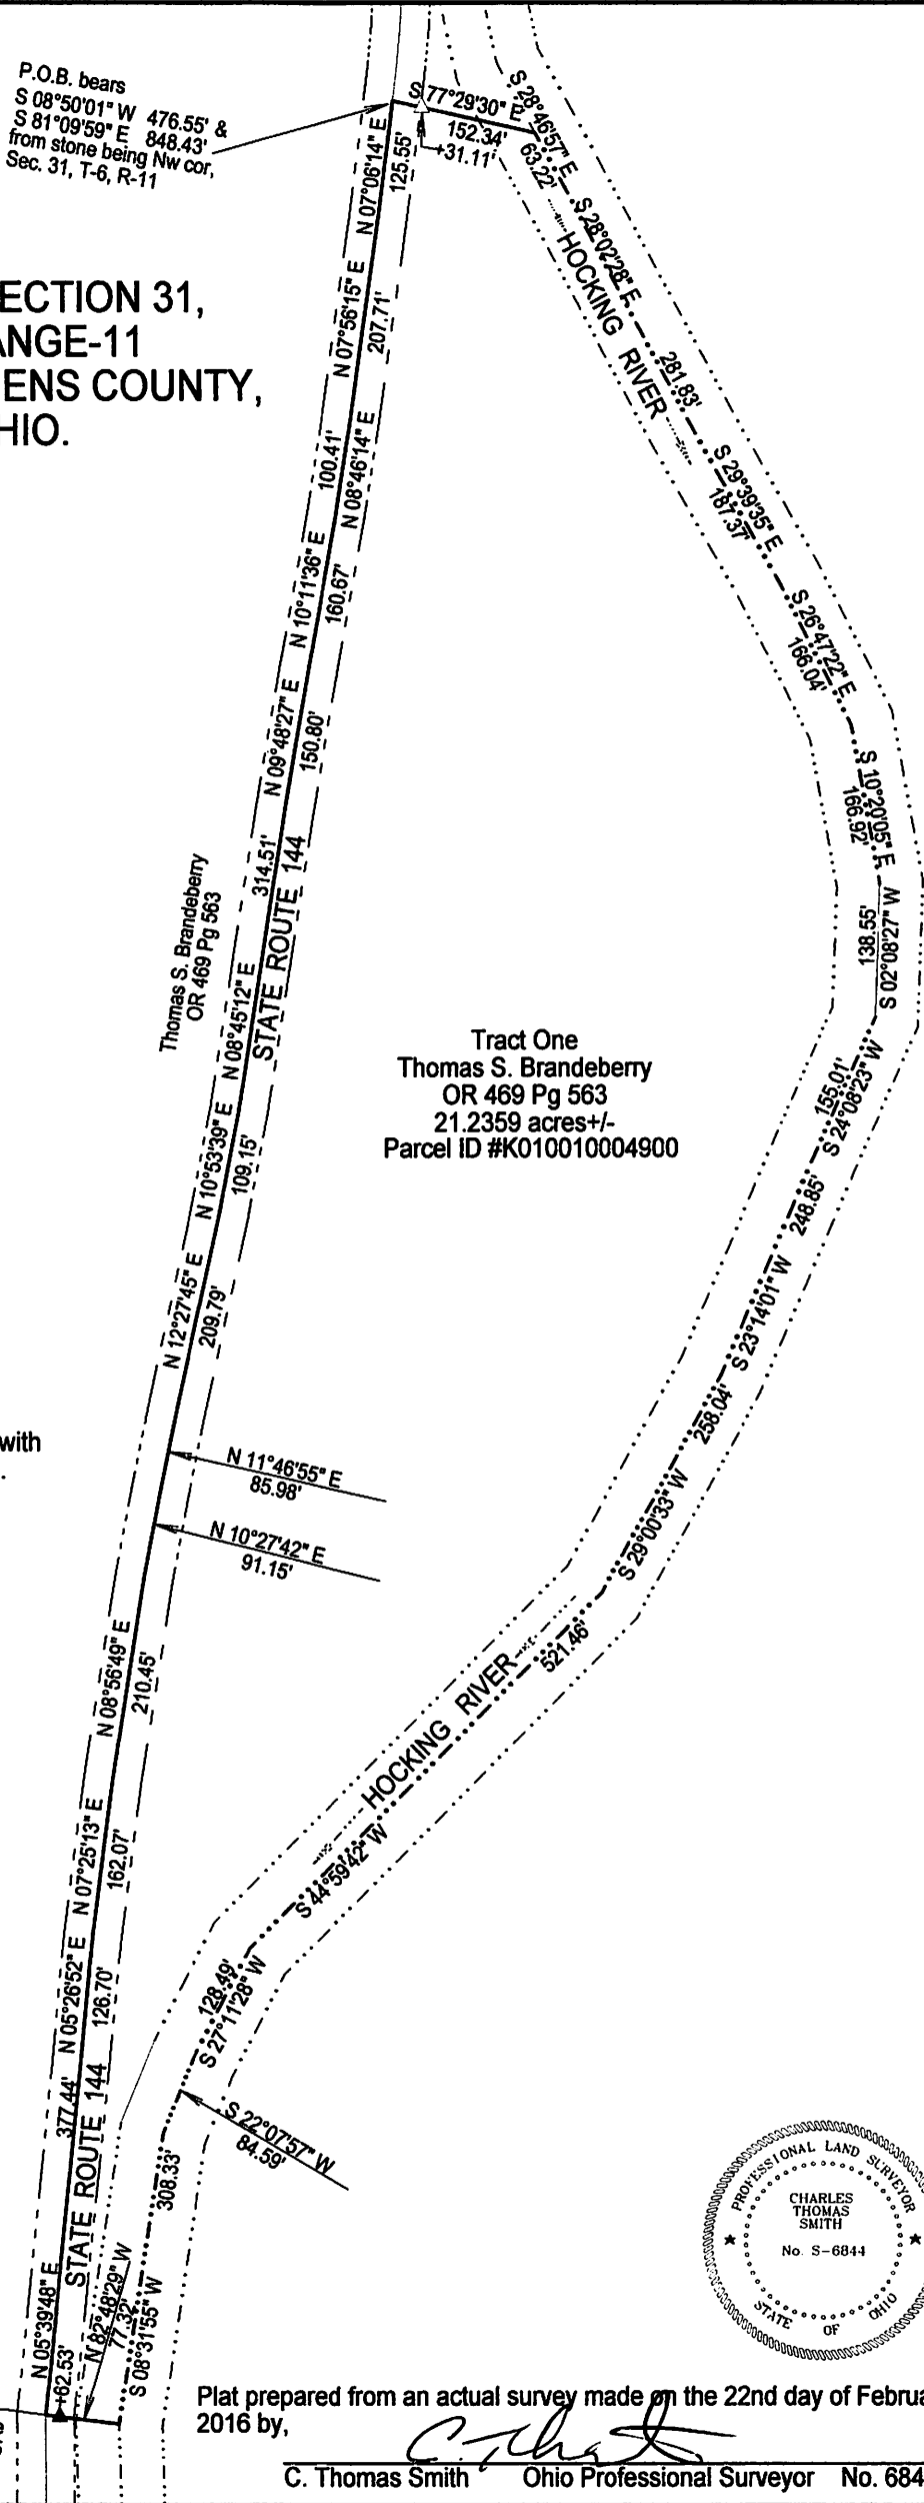 P.O.B. bears
S 08°50'01" W 476.55' &
S 81°09'59" E 848.43'
from stone being Nw cor,
Sec. 31, T-6, R-11
S 77°29'30" E
152.34'
+31.11'
S 28°46'57" E
63.22'
S 28°02'28" E
281.83'
HOCKING RIVER
S 29°39'35" E
187.37'
S 26°47'22" E
166.04'
S 10°20'05" E
166.92'
138.55'
S 02°08'27" W
155.01'
S 24°08'23" W
248.85'
S 23°14'01" W
258.04'
S 29°00'33" W
521.46'
HOCKING RIVER
S 44°59'42" W
128.49'
S 27°11'28" W
S 22°07'57" W
84.59'
308.33'
S 08°31'55" W
N 82°48'29" W
77.32'
+62.53'
N 05°39'48" E
377.44'
STATE ROUTE 144
N 05°26'52" E
126.70'
N 07°25'13" E
162.07'
N 08°56'49" E
210.45'
N 10°27'42" E
91.15'
N 11°46'55" E
85.98'
N 12°27'45" E
209.79'
N 10°53'39" E
109.15'
N 08°45'12" E
314.51'
STATE ROUTE 144
N 09°48'27" E
150.80'
N 10°11'36" E
160.67'
N 08°46'14" E
100.41'
N 07°56'15" E
207.71'
N 07°06'14" E
125.55'
ECTION 31,
ANGE-11
ENS COUNTY,
HIO.
Thomas S. Brandeberry
OR 469 Pg 563
Tract One
Thomas S. Brandeberry
OR 469 Pg 563
21.2359 acres+/-
Parcel ID #K010010004900
with
PROFESSIONAL LAND SURVEYOR
CHARLES
THOMAS
SMITH
No. S-6844
STATE OF OHIO
Plat prepared from an actual survey made on the 22nd day of Februa
2016 by,
C. Thomas Smith Ohio Professional Surveyor No. 684